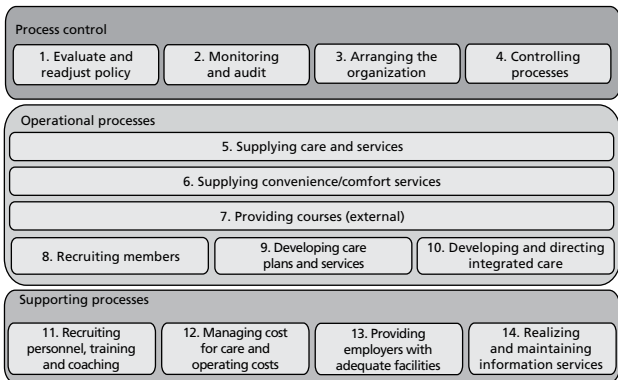 Process control
1. Evaluate and
readjust policy
2. Monitoring
and audit
3. Arranging the
organization
4. Controlling
processes
Operational processes
5. Supplying care and services
6. Supplying convenience/comfort services
7. Providing courses (external)
8. Recruiting members
9. Developing care
plans and services
10. Developing and directing
integrated care
Supporting processes
11. Recruiting
personnel, training
and coaching
12. Managing cost
for care and
operating costs
13. Providing
employers with
adequate facilities
14. Realizing
and maintaining
information services